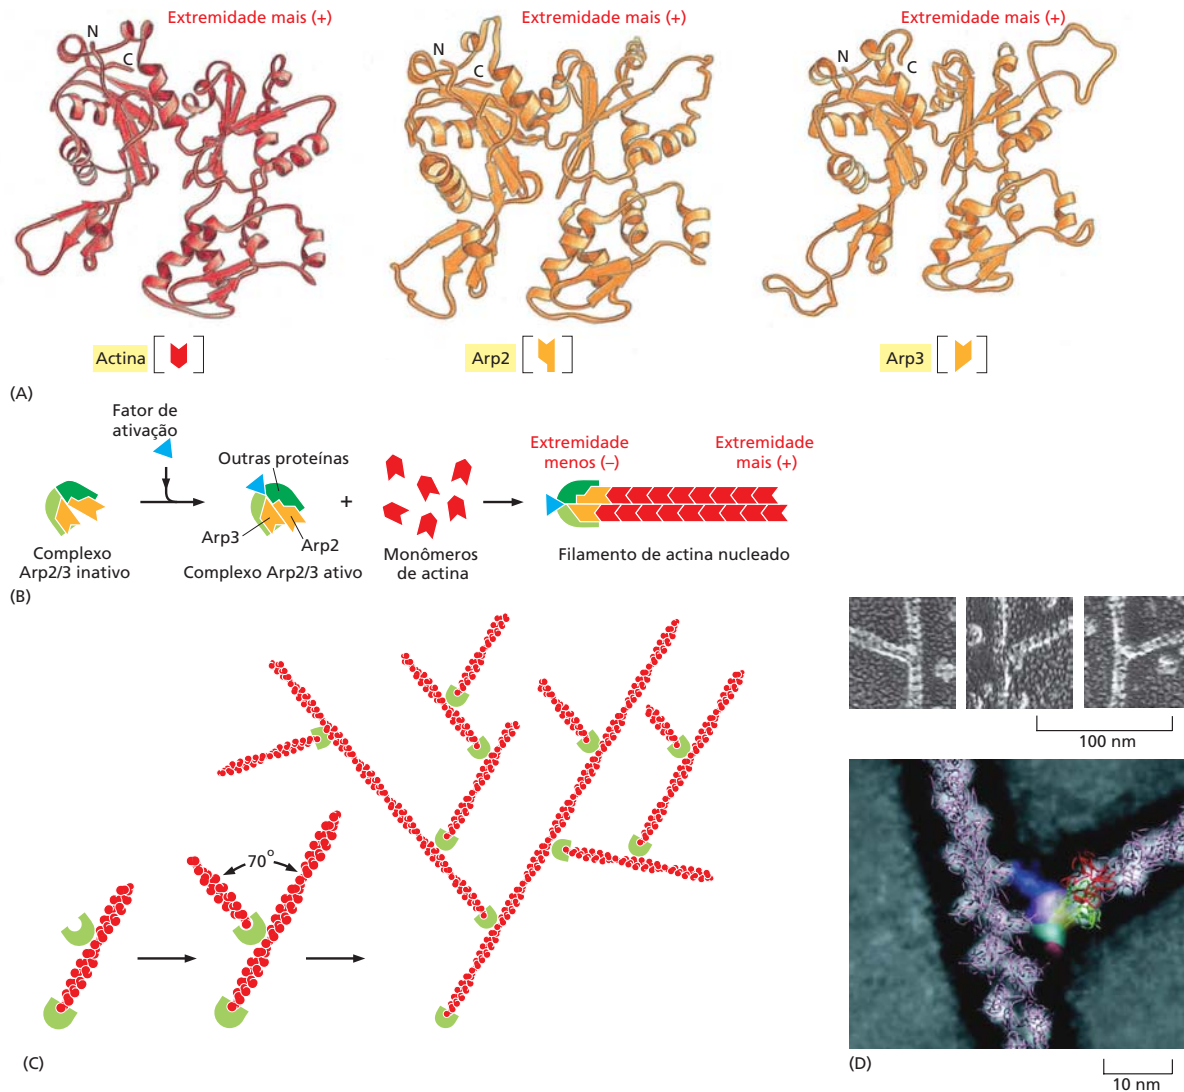 Extremidade mais (+)
N
C
Extremidade mais (+)
N
C
Extremidade mais (+)
N
C
Actina
Arp2
Arp3
(A)
Fator de
ativação
Outras proteínas
Arp3
Arp2
+
Extremidade
menos (–)
Extremidade
mais (+)
Complexo
Arp2/3 inativo
Complexo Arp2/3 ativo
Monômeros
de actina
Filamento de actina nucleado
(B)
100 nm
70°
(C)
(D)
10 nm